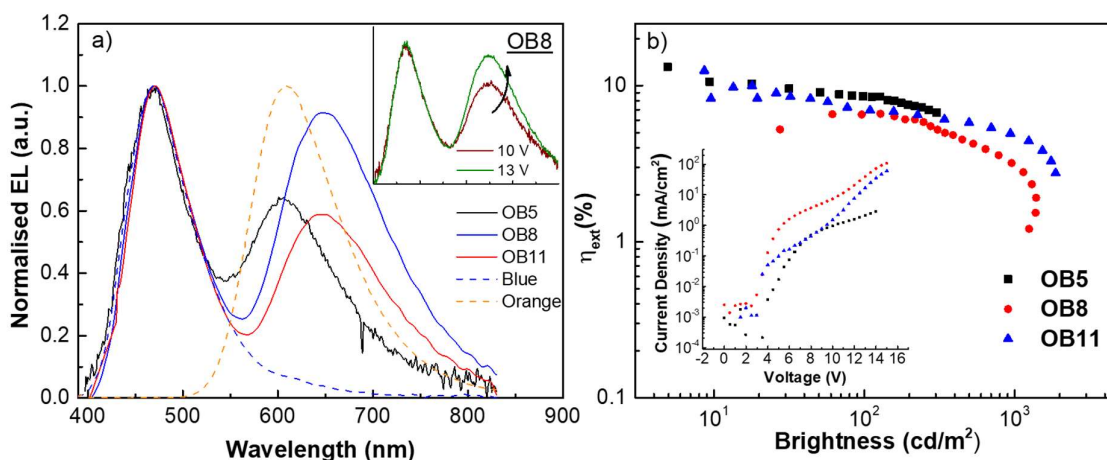 a)
OB8
10 V
13 V
OB5
OB8
OB11
Blue
Orange
Normalised EL (a.u.)
1.2
1.0
0.8
0.6
0.4
0.2
0.0
400 500 600 700 800 900
Wavelength (nm)
b)
ηext(%)
10
1
0.1
10¹ 10² 10³
Brightness (cd/m²)
OB5
OB8
OB11
Current Density (mA/cm²)
10²
10¹
10⁰
10⁻¹
10⁻²
10⁻³
10⁻⁴
-2 0 2 4 6 8 10 12 14 16
Voltage (V)